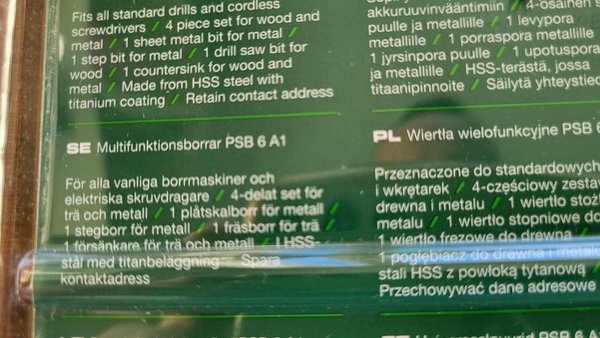 Fits all standard drills and cordless
screwdrivers / 4 piece set for wood and
metal / 1 sheet metal bit for metal /
1 step bit for metal / 1 drill saw bit for
wood / 1 countersink for wood and
metal / Made from HSS steel with
titanium coating / Retain contact address
akkuruuvinvääntimiin / 4-osainen s
puulle ja metallille / 1 levypora
metallille / 1 porraspora metallille
1 jyrsinpora puulle / 1 upotuspora
ja metallille / HSS-terästä, jossa
titaanipinnoite / Säilytä yhteystied
SE Multifunktionsborrar PSB 6 A1
För alla vanliga borrmaskiner och
elektriska skruvdragare / 4-delat set för
trä och metall / 1 plåtskalborr för metall /
1 stegborr för metall / 1 fräsborr för trä /
1 försänkare för trä och metall / I HSS-
stål med titanbeläggning Spara
kontaktadress
PL Wiertła wielofunkcyjne PSB 6
Przeznaczone do standardowych
i wkrętarek / 4-częściowy zestaw
drewna i metalu / 1 wiertło stoż
metalu / 1 wiertło stopniowe do
1 wiertło frezowe do drewna /
1 pogłębiacz do drewna i metalu
stali HSS z powłoką tytanową /
Przechowywać dane adresowe